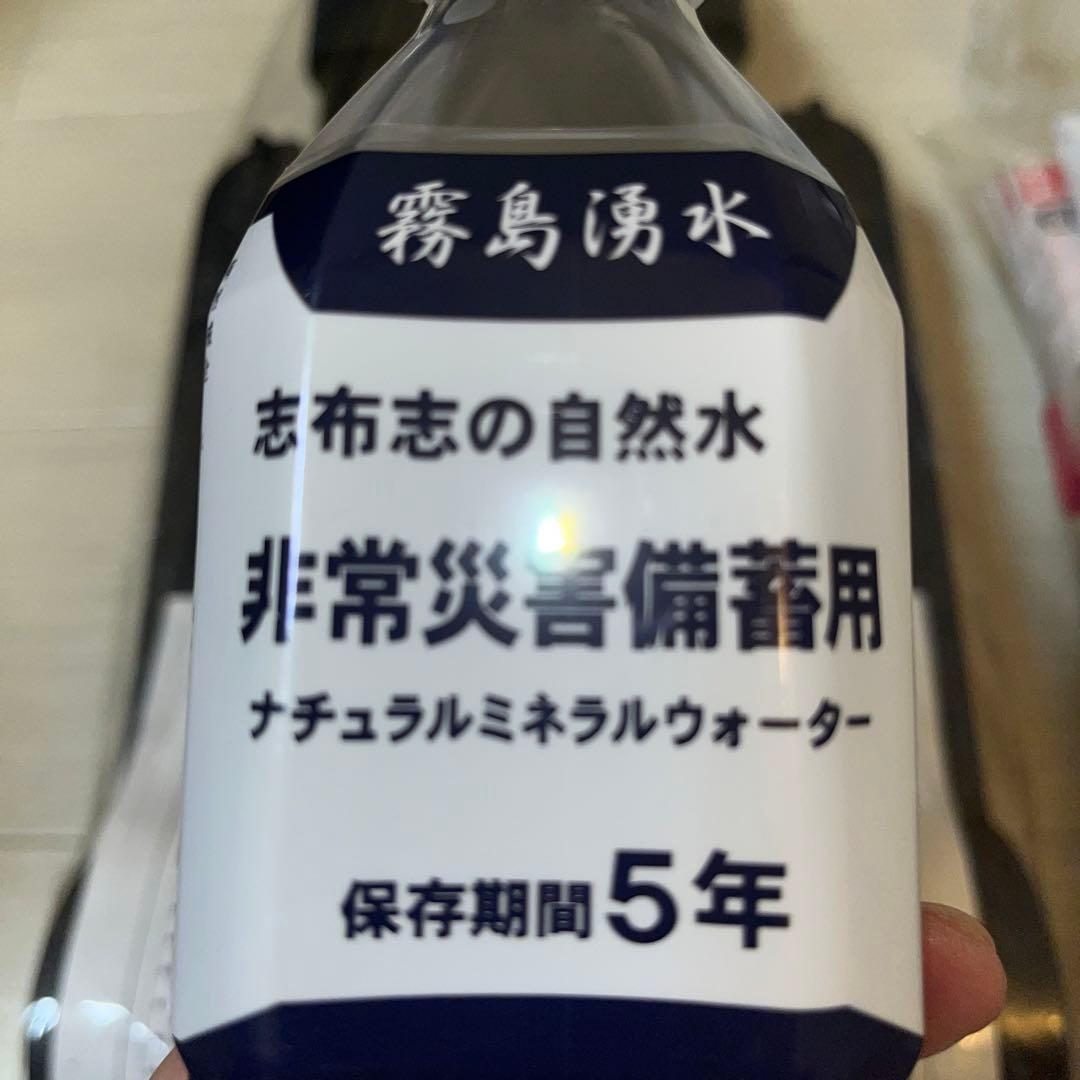 霧島湧水
志布志の自然水
非常災害備蓄用
ナチュラルミネラルウォーター
保存期間5年